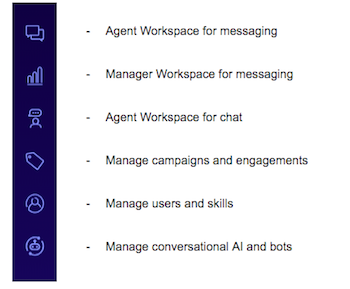 - Agent Workspace for messaging
- Manager Workspace for messaging
- Agent Workspace for chat
- Manage campaigns and engagements
- Manage users and skills
- Manage conversational AI and bots